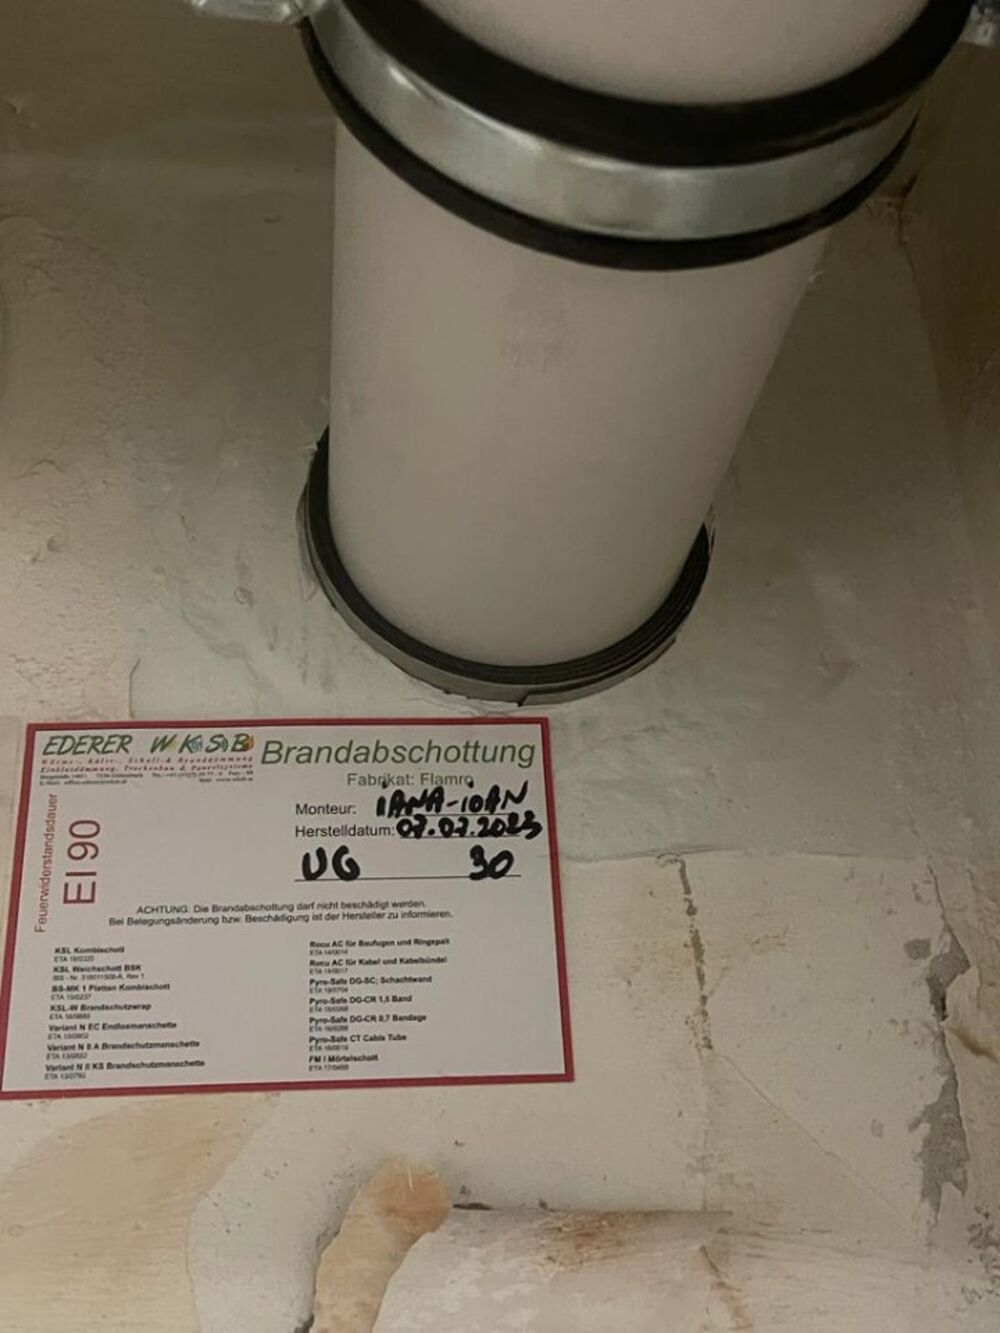 EDERER WKSB
Wärme-, Kälte-, Schall-& Branddämmung
Brandabschottung
Fabrikat: Flamro
Monteur: IANA-IOAN
Herstelldatum: 07.07.2023
UG 30
Feuerwiderstandsdauer
EI 90
ACHTUNG: Die Brandabschottung darf nicht beschädigt werden.
Bei Belegungsänderung bzw. Beschädigung ist der Hersteller zu informieren.
KSL Kombischott
KSL Weichschott BSK
BS-MK 1 Platten Kombischott
KSL-W Brandschutzwrap
Variant N EC Endlosmanschette
Variant N II A Brandschutzmanschette
Variant N II KS Brandschutzmanschette
Rocu AC für Baufugen und Ringspalt
Rocu AC für Kabel und Kabelbündel
Pyro-Safe DG-SC; Schachtwand
Pyro-Safe DG-CR 1,5 Band
Pyro-Safe DG-CR 0,7 Bandage
Pyro-Safe CT Cable Tube
FM I Mörtelschott